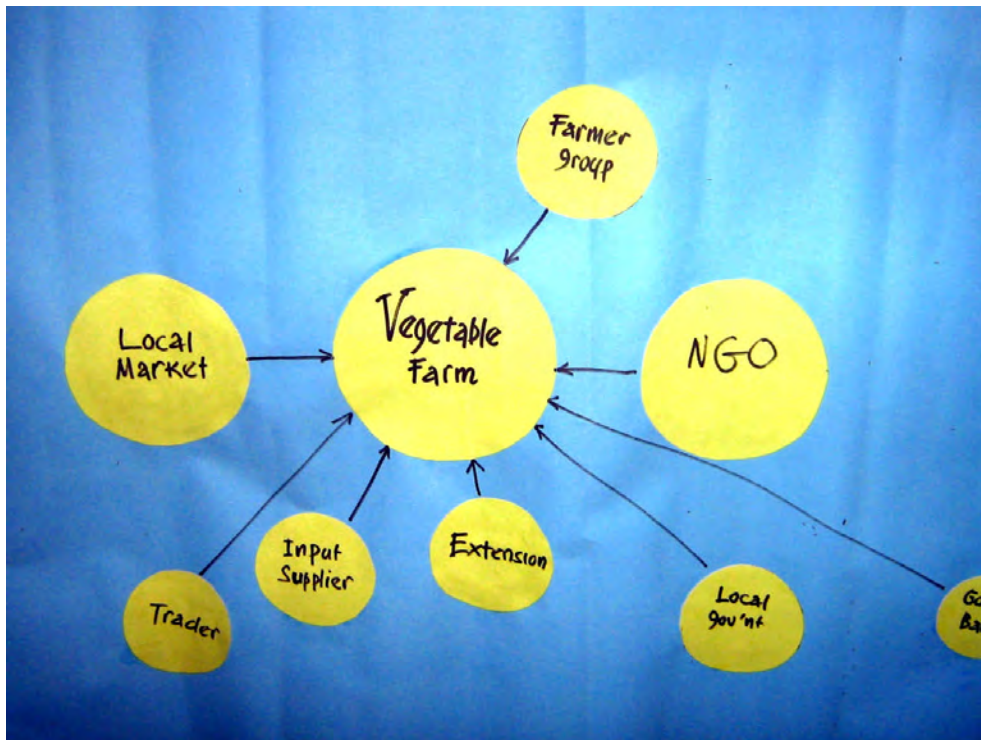 Farmer
group
Vegetable
Farm
Local
Market
NGO
Input
Supplier
Extension
Trader
Local
gov'nt